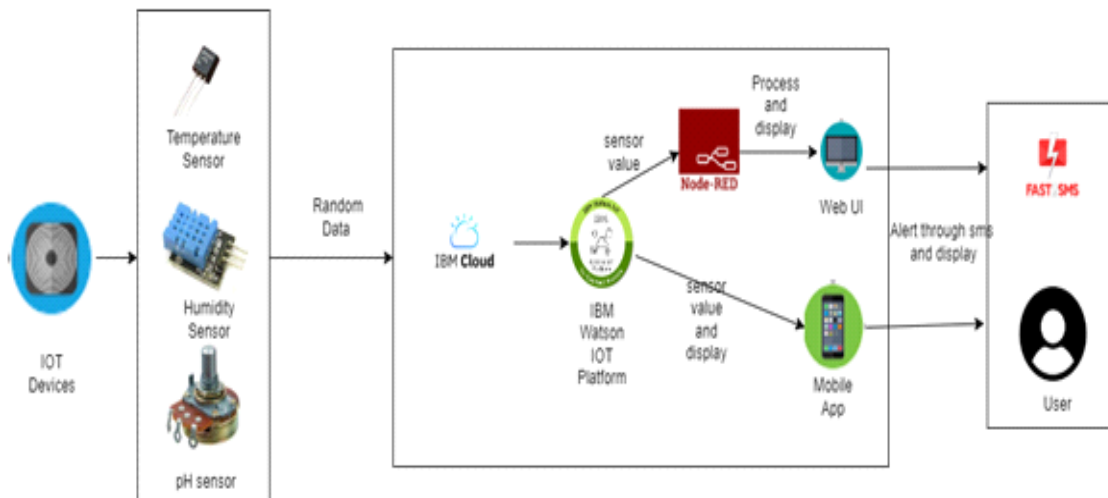 IOT
Devices
Temperature
Sensor
Humidity
Sensor
pH sensor
Random
Data
IBM Cloud
IBM
Watson
IOT
Platform
sensor
value
Node-RED
Process
and
display
Web UI
sensor
value
and
display
Mobile
App
Alert through sms
and display
FAST SMS
User